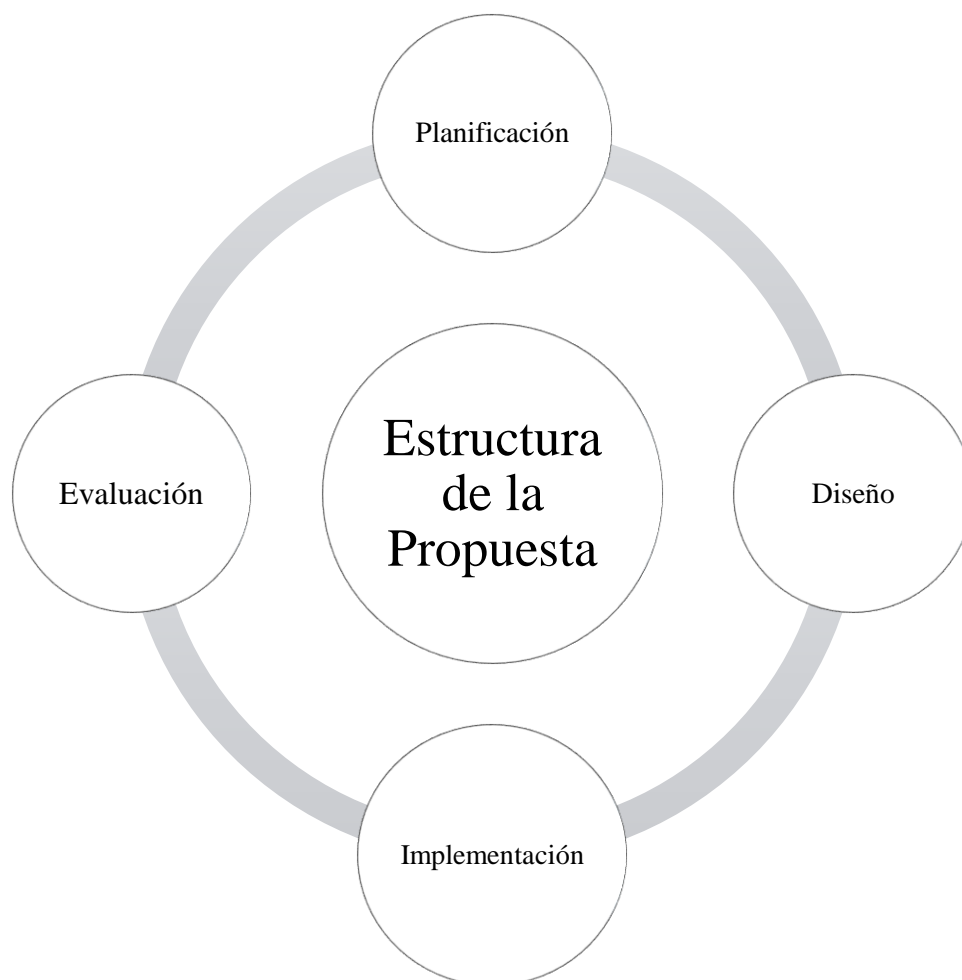 Planificación
Estructura
de la
Propuesta
Evaluación
Diseño
Implementación